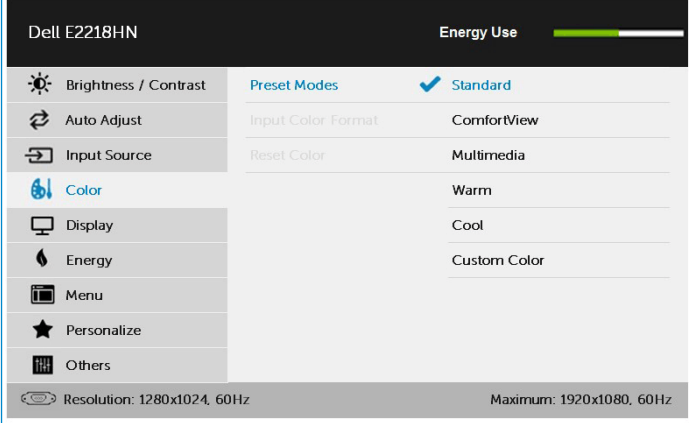 Dell E2218HN Energy Use
Brightness / Contrast Preset Modes Standard
Auto Adjust Input Color Format ComfortView
Input Source Reset Color Multimedia
Color Warm
Display Cool
Energy Custom Color
Menu
Personalize
Others
Resolution: 1280x1024, 60Hz Maximum: 1920x1080, 60Hz